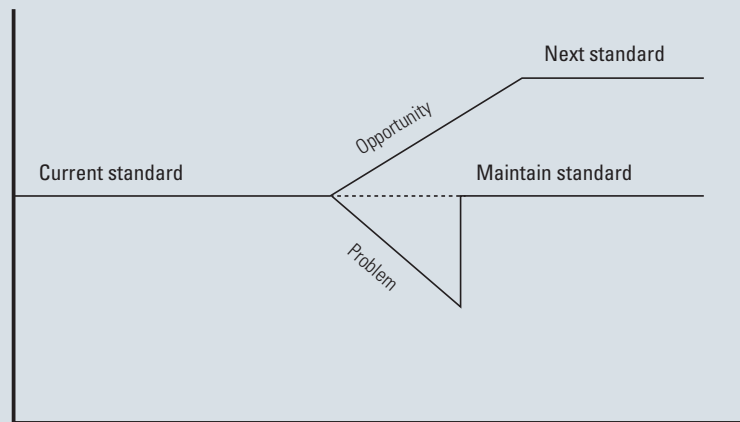 Next standard
Opportunity
Current standard
Maintain standard
Problem